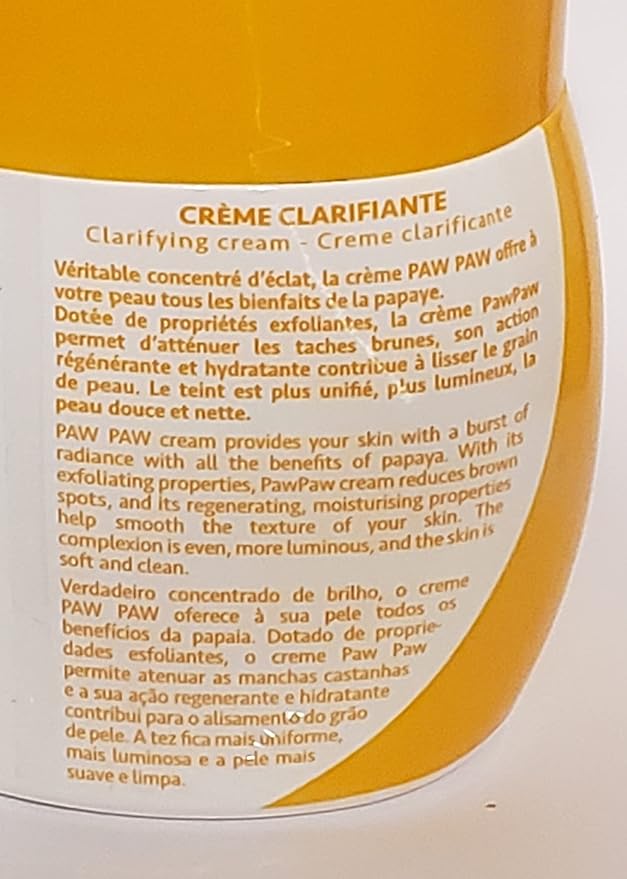 CRÈME CLARIFIANTE
Clarifying cream - Creme clarificante
Véritable concentré d'éclat, la crème PAW PAW offre à
votre peau tous les bienfaits de la papaye.
Dotée de propriétés exfoliantes, la crème PawPaw
permet d'atténuer les taches brunes, son action
régénérante et hydratante contribue à lisser le grain
de peau. Le teint est plus unifié, plus lumineux, la
peau douce et nette.
PAW PAW cream provides your skin with a burst of
radiance with all the benefits of papaya. With its
exfoliating properties, PawPaw cream reduces brown
spots, and its regenerating, moisturising properties
help smooth the texture of your skin. The
complexion is even, more luminous, and the skin is
soft and clean.
Verdadeiro concentrado de brilho, o creme
PAW PAW oferece à sua pele todos os
benefícios da papaia. Dotado de proprie-
dades esfoliantes, o creme Paw Paw
permite atenuar as manchas castanhas
e a sua ação regenerante e hidratante
contribui para o alisamento do grão
de pele. A tez fica mais uniforme,
mais luminosa e a pele mais
suave e limpa.